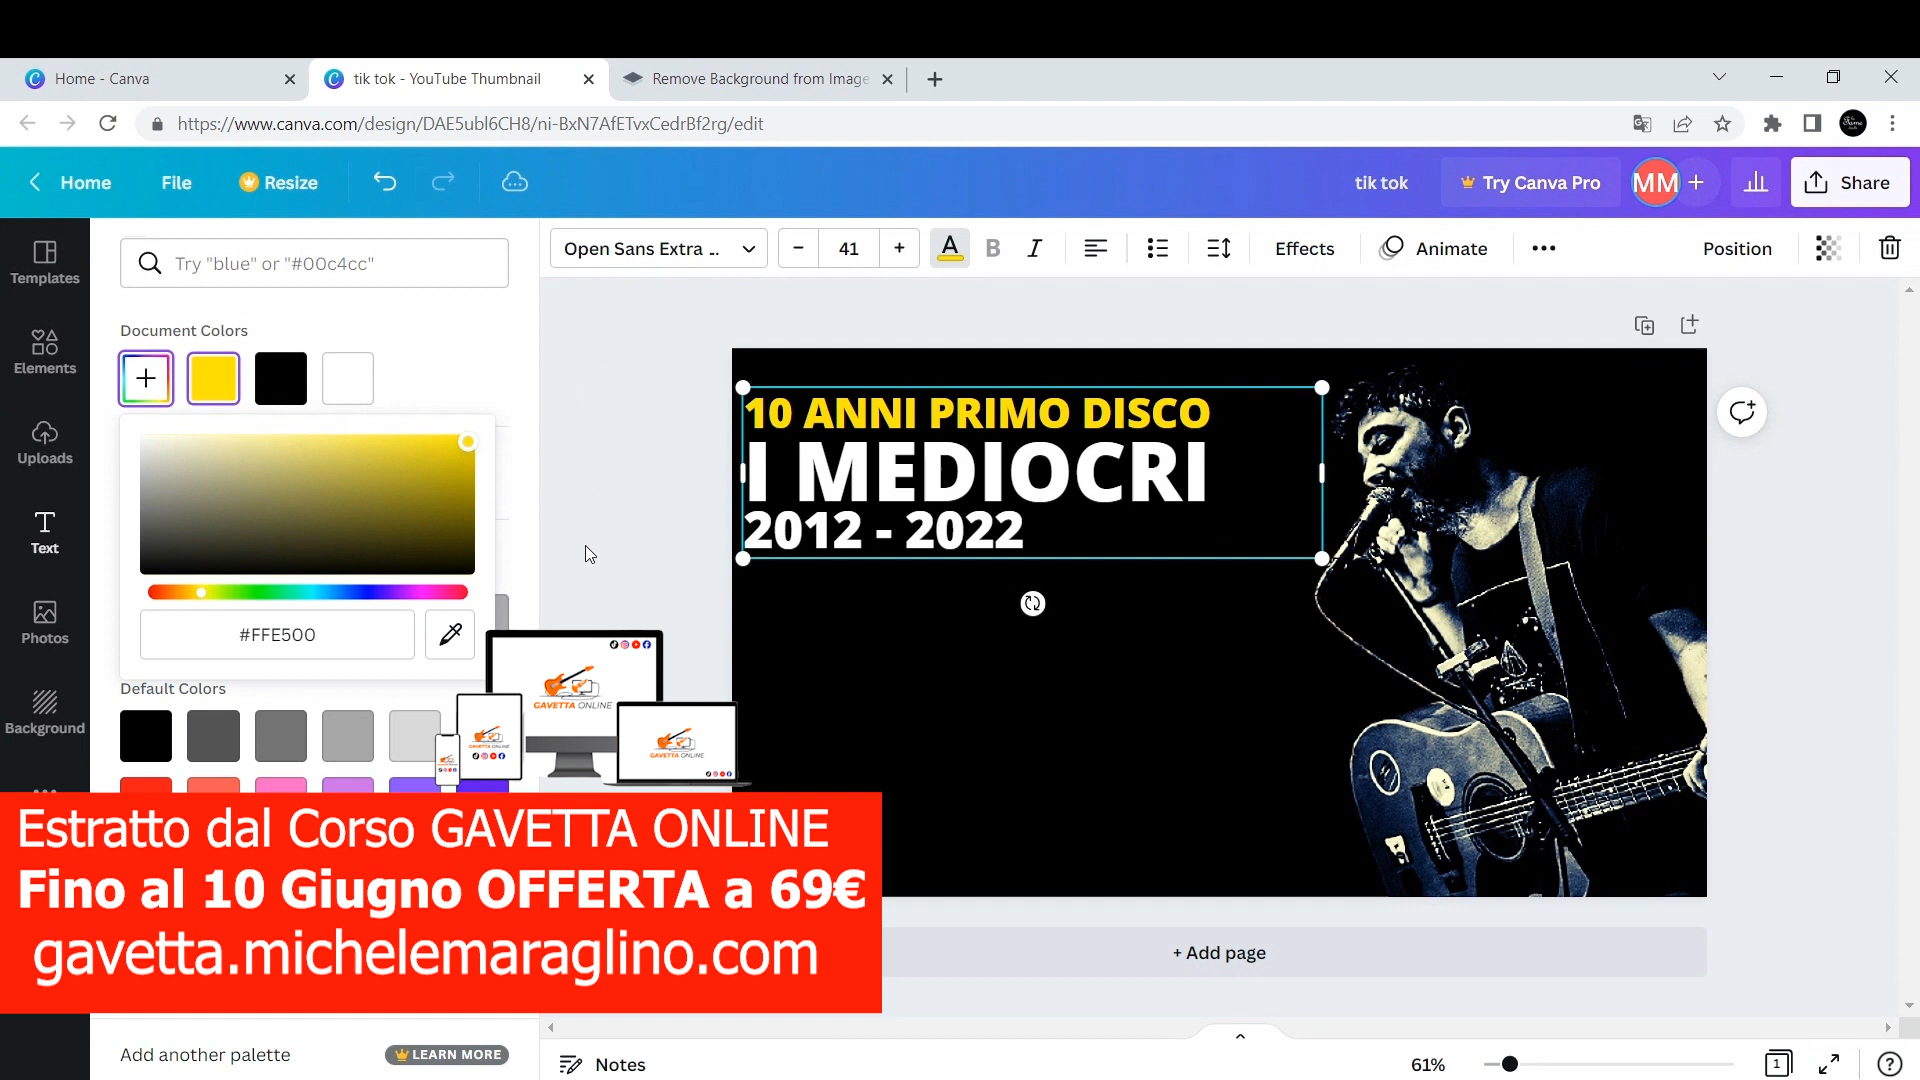 Home - Canva
tik tok - YouTube Thumbnail
Remove Background from Image
https://www.canva.com/design/DAE5ubl6CH8/ni-BxN7AfETvxCedrBf2rg/edit
Home
File
Resize
tik tok
Try Canva Pro
MM
Share
Templates
Elements
Uploads
Text
Photos
Background
Try "blue" or "#00c4cc"
Open Sans Extra ..
41
A
B
I
Effects
Animate
Position
Document Colors
#FFE500
Default Colors
10 ANNI PRIMO DISCO
I MEDIOCRI
2012 - 2022
GAVETTA ONLINE
GAVETTA ONLINE
GAVETTA ONLINE
Estratto dal Corso GAVETTA ONLINE
Fino al 10 Giugno OFFERTA a 69€
gavetta.michelemaraglino.com
+ Add page
Add another palette
LEARN MORE
Notes
61%
1
?